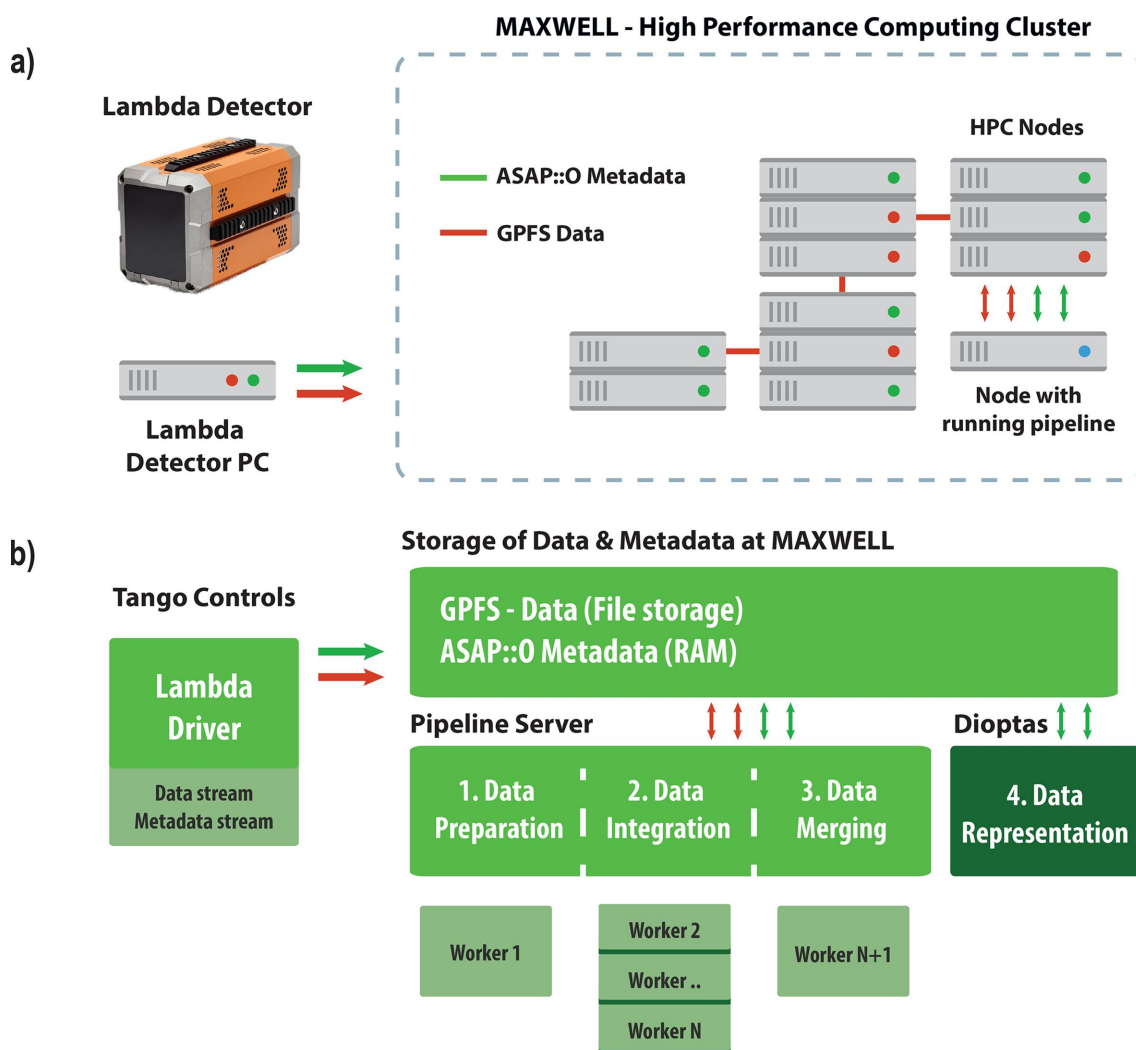 MAXWELL - High Performance Computing Cluster
a)
Lambda Detector
HPC Nodes
ASAP::O Metadata
GPFS Data
Lambda
Detector PC
Node with
running pipeline
b)
Storage of Data & Metadata at MAXWELL
Tango Controls
GPFS - Data (File storage)
ASAP::O Metadata (RAM)
Lambda
Driver
Data stream
Metadata stream
Pipeline Server
Dioptas
1. Data
Preparation
2. Data
Integration
3. Data
Merging
4. Data
Representation
Worker 1
Worker 2
Worker ..
Worker N
Worker N+1